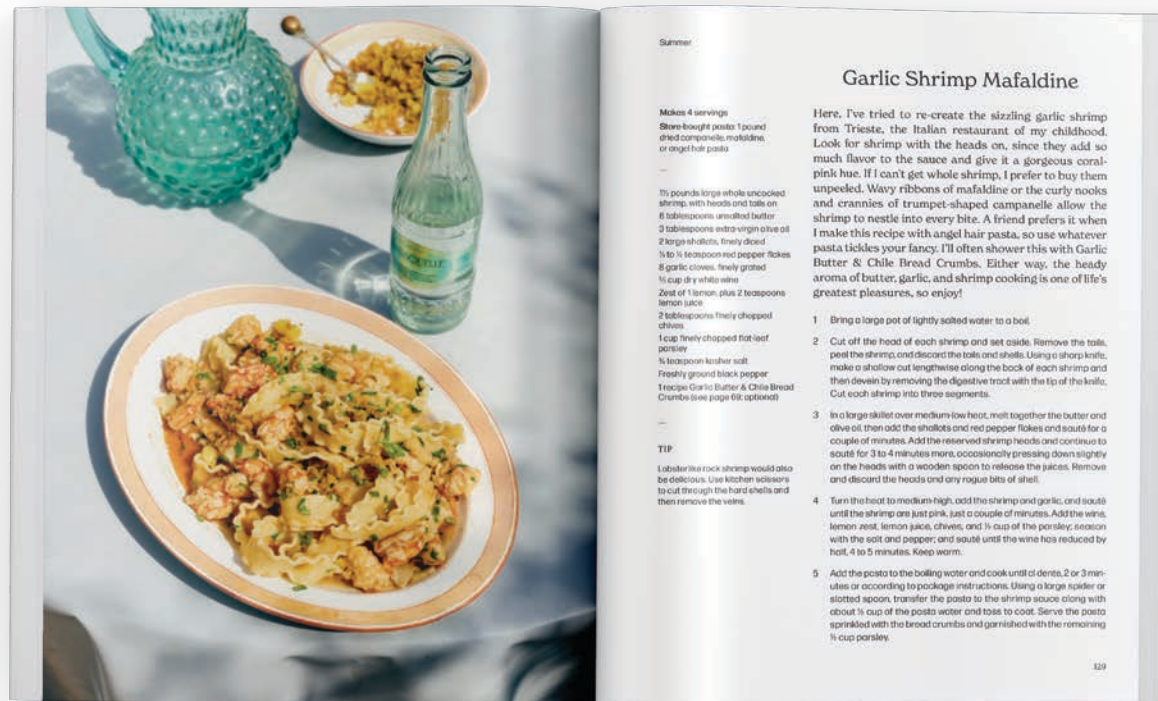 Summer
Garlic Shrimp Mafaldine
Makes 4 servings
Store-bought pasta: 1 pound
dried campanelle, mafaldine,
or angel hair pasta
—
1½ pounds large whole uncocked
shrimp, with heads and tails on
6 tablespoons unsalted butter
3 tablespoons extra-virgin olive oil
2 large shallots, finely diced
teaspoon red pepper flakes
8 garlic cloves, finely grated
cup dry white wine
Zest of 1 lemon, plus 2 teaspoons
lemon juice
2 tablespoons finely chopped
chives
1 cup finely chopped flat-leaf
parsley
¾ teaspoon kosher salt
Freshly ground black pepper
1 recipe Garlic Butter & Chile Bread
Crumbs (see page 69; optional)
—
TIP
Lobsterlike rock shrimp would also
be delicious. Use kitchen scissors
to cut through the hard shells and
then remove the veins.
Here, I've tried to re-create the sizzling garlic shrimp
from Trieste, the Italian restaurant of my childhood.
Look for shrimp with the heads on, since they add so
much flavor to the sauce and give it a gorgeous coral-
pink hue. If I can't get whole shrimp, I prefer to buy them
unpeeled. Wavy ribbons of mafaldine or the curly nooks
and crannies of trumpet-shaped campanelle allow the
shrimp to nestle into every bite. A friend prefers it when
I make this recipe with angel hair pasta, so use whatever
pasta tickles your fancy. I'll often shower this with Garlic
Butter & Chile Bread Crumbs. Either way, the heady
aroma of butter, garlic, and shrimp cooking is one of life's
greatest pleasures, so enjoy!
1 Bring a large pot of lightly salted water to a boil.
2 Cut off the head of each shrimp and set aside. Remove the tails,
peel the shrimp, and discard the tails and shells. Using a sharp knife,
make a shallow cut lengthwise along the back of each shrimp and
then devein by removing the digestive tract with the tip of the knife.
Cut each shrimp into three segments.
3 In a large skillet over medium-low heat, melt together the butter and
olive oil, then add the shallots and red pepper flakes and sauté for a
couple of minutes. Add the reserved shrimp heads and continue to
sauté for 3 to 4 minutes more, occasionally pressing down slightly
on the heads with a wooden spoon to release the juices. Remove
and discard the heads and any rogue bits of shell.
4 Turn the heat to medium-high, add the shrimp and garlic, and sauté
until the shrimp are just pink, just a couple of minutes. Add the wine,
lemon zest, lemon juice, chives, and ½ cup of the parsley; season
with the salt and pepper; and sauté until the wine has reduced by
half, 4 to 5 minutes. Keep warm.
5 Add the pasta to the boiling water and cook until al dente, 2 or 3 min-
utes or according to package instructions. Using a large spider or
slotted spoon, transfer the pasta to the shrimp sauce along with
about ½ cup of the pasta water and toss to coat. Serve the pasta
sprinkled with the bread crumbs and garnished with the remaining
½ cup parsley.
129